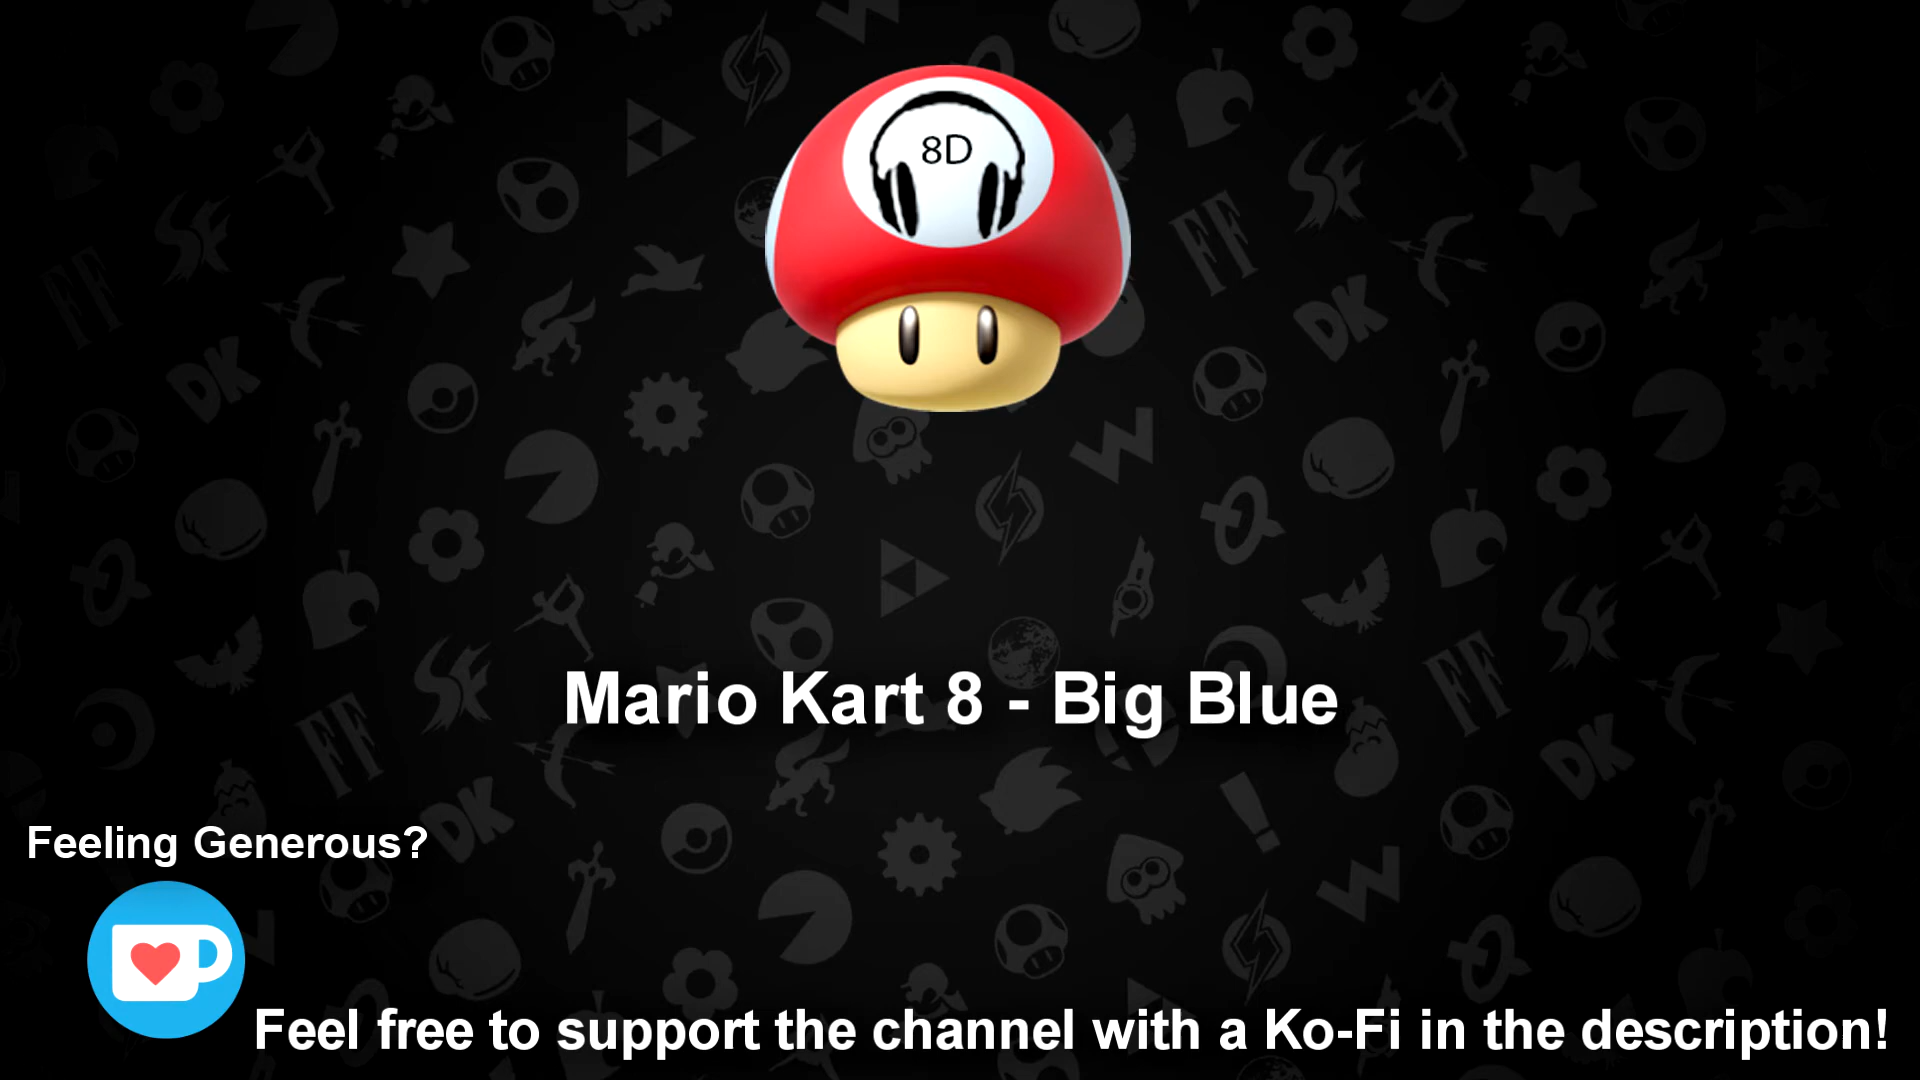 8D
Mario Kart 8 - Big Blue
Feeling Generous?
Feel free to support the channel with a Ko-Fi in the description!